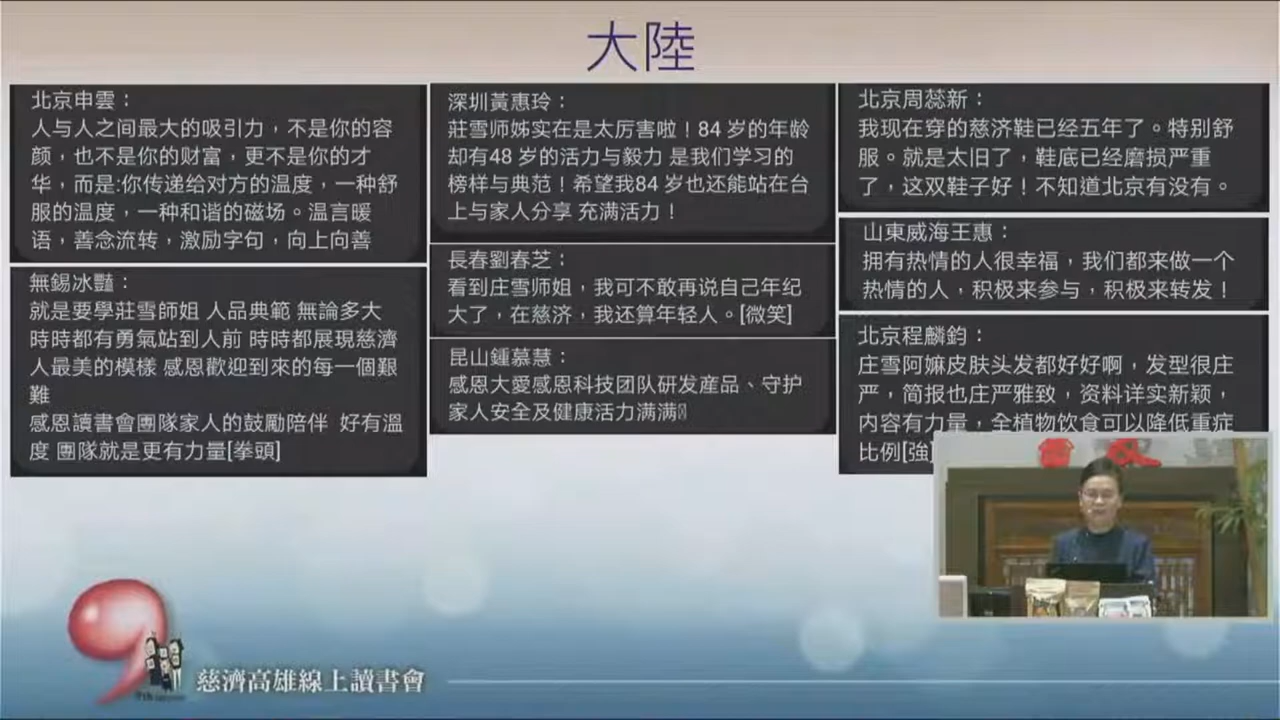 大陸
北京申雲：
人与人之间最大的吸引力，不是你的容
颜，也不是你的财富，更不是你的才
华，而是:你传递给对方的温度，一种舒
服的温度，一种和谐的磁场。温言暖
语，善念流转，激励字句，向上向善
無錫冰豔：
就是要學莊雪師姐 人品典範 無論多大
時時都有勇氣站到人前 時時都展現慈濟
人最美的模樣 感恩歡迎到來的每一個艱
難
感恩讀書會團隊家人的鼓勵陪伴 好有溫
度 團隊就是更有力量[拳頭]
深圳黃惠玲：
莊雪师姊实在是太厉害啦！84 岁的年龄
却有48 岁的活力与毅力 是我们学习的
榜样与典范！希望我84 岁也还能站在台
上与家人分享 充满活力！
長春劉春芝：
看到庄雪师姐，我可不敢再说自己年纪
大了，在慈济，我还算年轻人。[微笑]
昆山鍾慕慧：
感恩大愛感恩科技团队研发産品、守护
家人安全及健康活力满满
北京周蕊新：
我现在穿的慈济鞋已经五年了。特别舒
服。就是太旧了，鞋底已经磨损严重
了，这双鞋子好！不知道北京有没有。
山東威海王惠：
拥有热情的人很幸福，我们都来做一个
热情的人，积极来参与，积极来转发！
北京程麟鈞：
庄雪阿嫲皮肤头发都好好啊，发型很庄
严，简报也庄严雅致，资料详实新颖，
内容有力量，全植物饮食可以降低重症
比例[強]
慈濟高雄線上讀書會